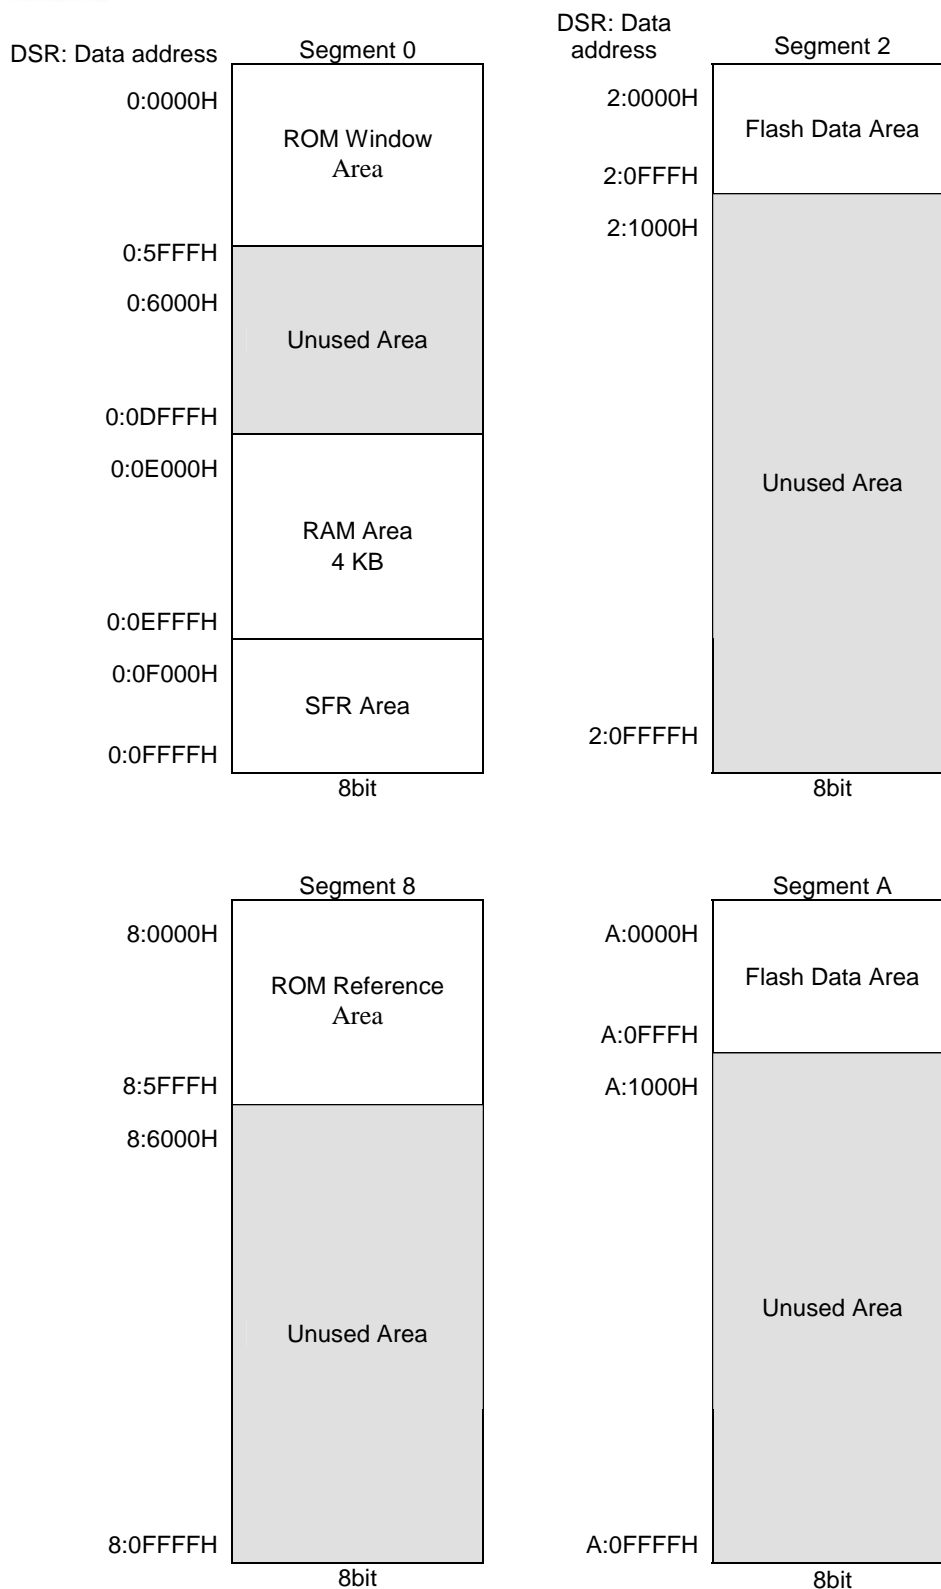 DSR: Data address
Segment 0
0:0000H
ROM Window
Area
0:5FFFH
0:6000H
Unused Area
0:0DFFFH
0:0E000H
RAM Area
4 KB
0:0EFFFH
0:0F000H
SFR Area
0:0FFFFH
8bit
DSR: Data
address
Segment 2
2:0000H
Flash Data Area
2:0FFFH
2:1000H
Unused Area
2:0FFFFH
8bit
Segment 8
8:0000H
ROM Reference
Area
8:5FFFH
8:6000H
Unused Area
8:0FFFFH
8bit
Segment A
A:0000H
Flash Data Area
A:0FFFH
A:1000H
Unused Area
A:0FFFFH
8bit